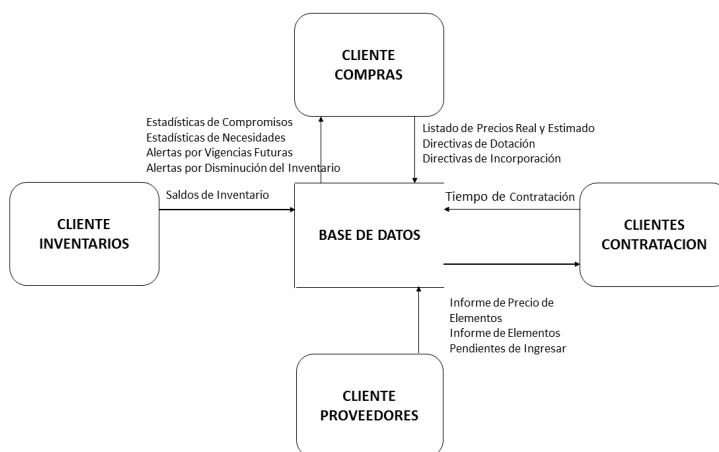 CLIENTE
COMPRAS
Estadísticas de Compromisos
Estadísticas de Necesidades
Alertas por Vigencias Futuras
Alertas por Disminución del Inventario
Listado de Precios Real y Estimado
Directivas de Dotación
Directivas de Incorporación
Saldos de Inventario
Tiempo de Contratación
CLIENTE
INVENTARIOS
BASE DE DATOS
CLIENTES
CONTRATACION
Informe de Precio de
Elementos
Informe de Elementos
Pendientes de Ingresar
CLIENTE
PROVEEDORES